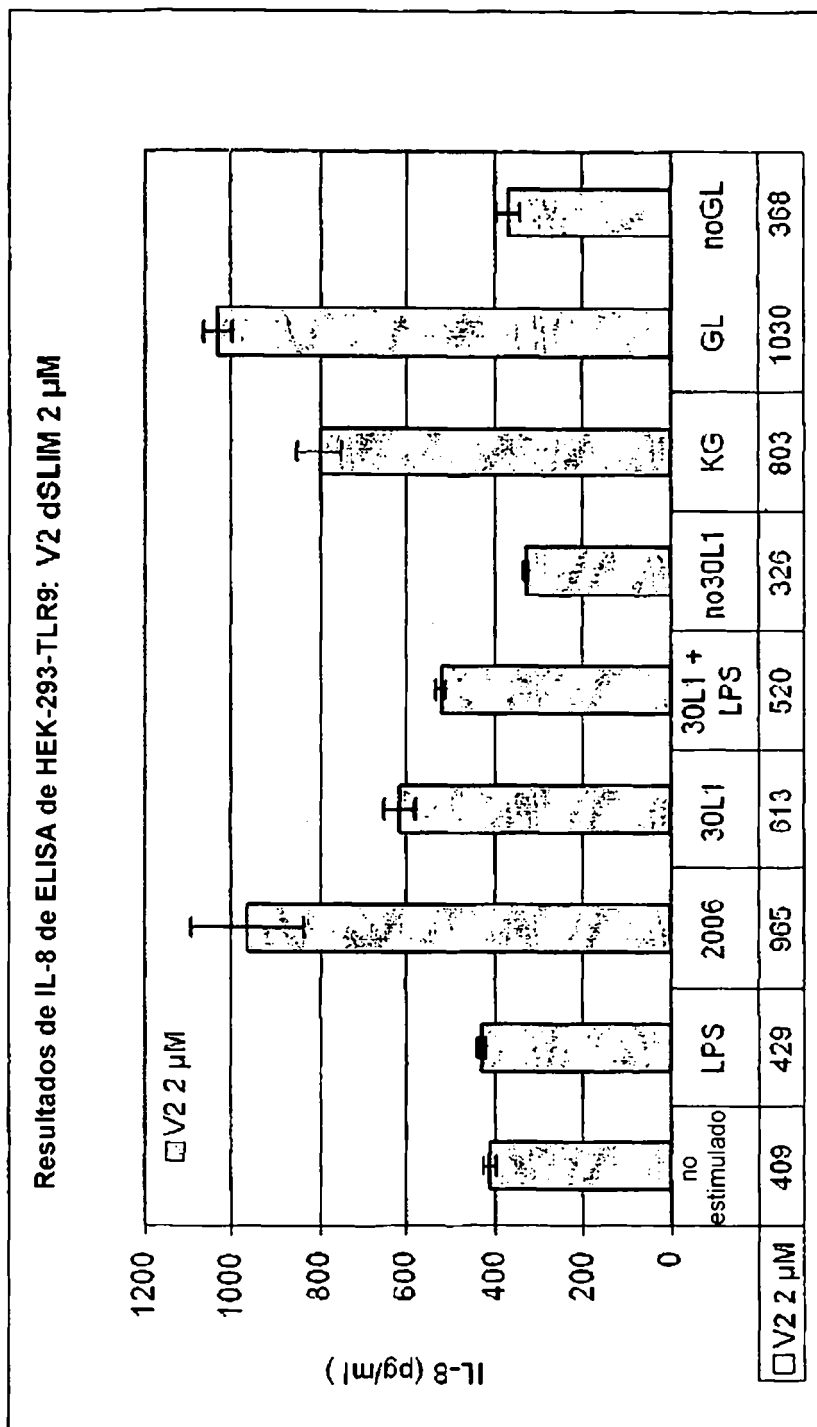 Resultados de IL-8 de ELISA de HEK-293-TLR9: V2 dSLIM 2 µM
V2 2 µM
1200
1000
800
600
400
200
0
IL-8 (pg/ml)
no estimulado LPS 2006 30L1 30L1 + LPS no30L1 KG GL noGL
V2 2 µM 409 429 965 613 520 326 803 1030 368